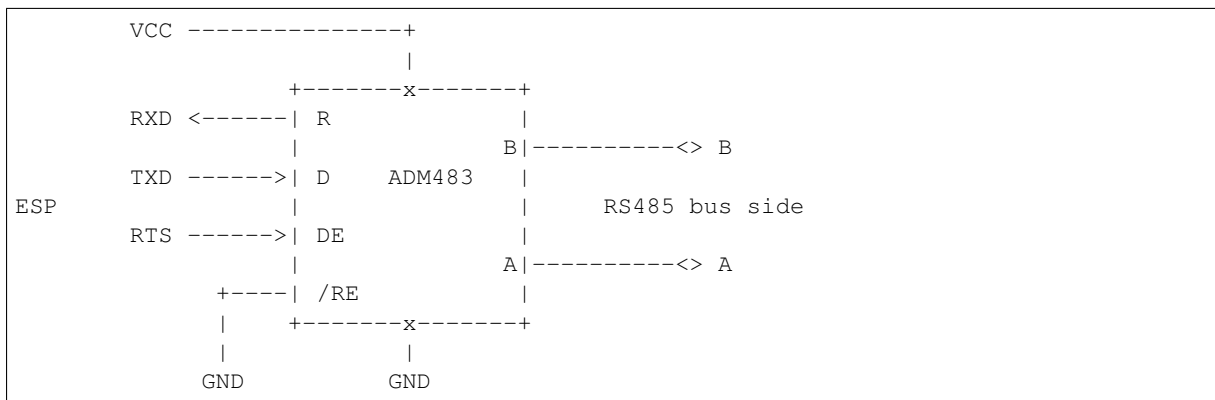 VCC ---------------+
|
+-------x-------+
RXD <------| R |
| B|----------<> B
TXD ------>| D ADM483 |
ESP | | RS485 bus side
RTS ------>| DE |
| A|----------<> A
+----| /RE |
| +-------x-------+
| |
GND GND